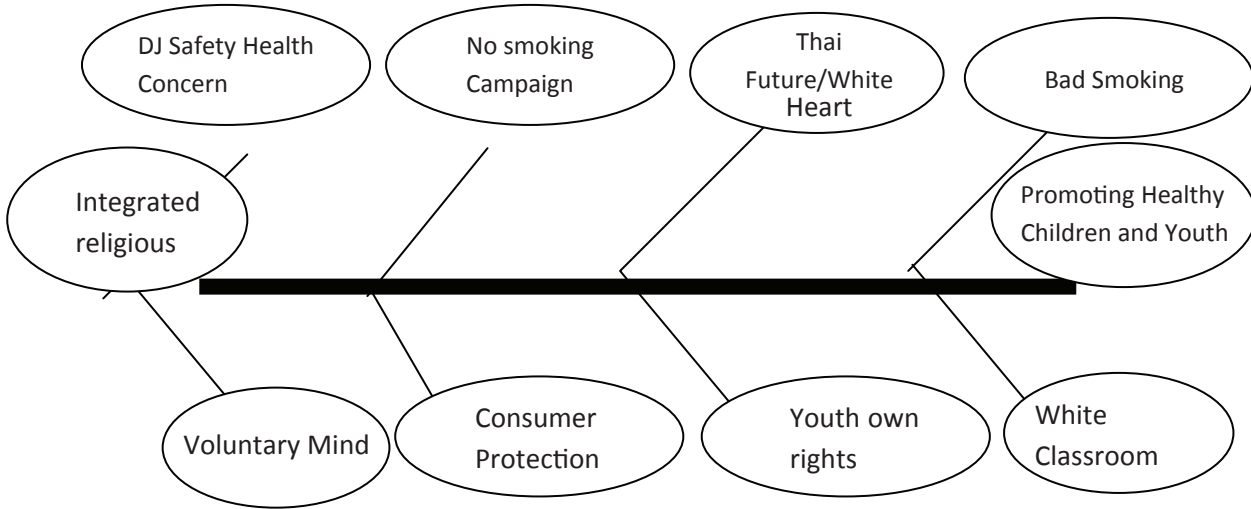 DJ Safety Health
Concern
No smoking
Campaign
Thai
Future/White
Heart
Bad Smoking
Integrated
religious
Promoting Healthy
Children and Youth
Voluntary Mind
Consumer
Protection
Youth own
rights
White
Classroom